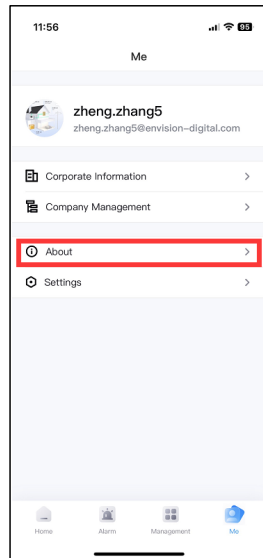 11:56
95
Me
zheng.zhang5
zheng.zhang5@envision-digital.com
Corporate Information
Company Management
About
Settings
Home
Alarm
Management
Me